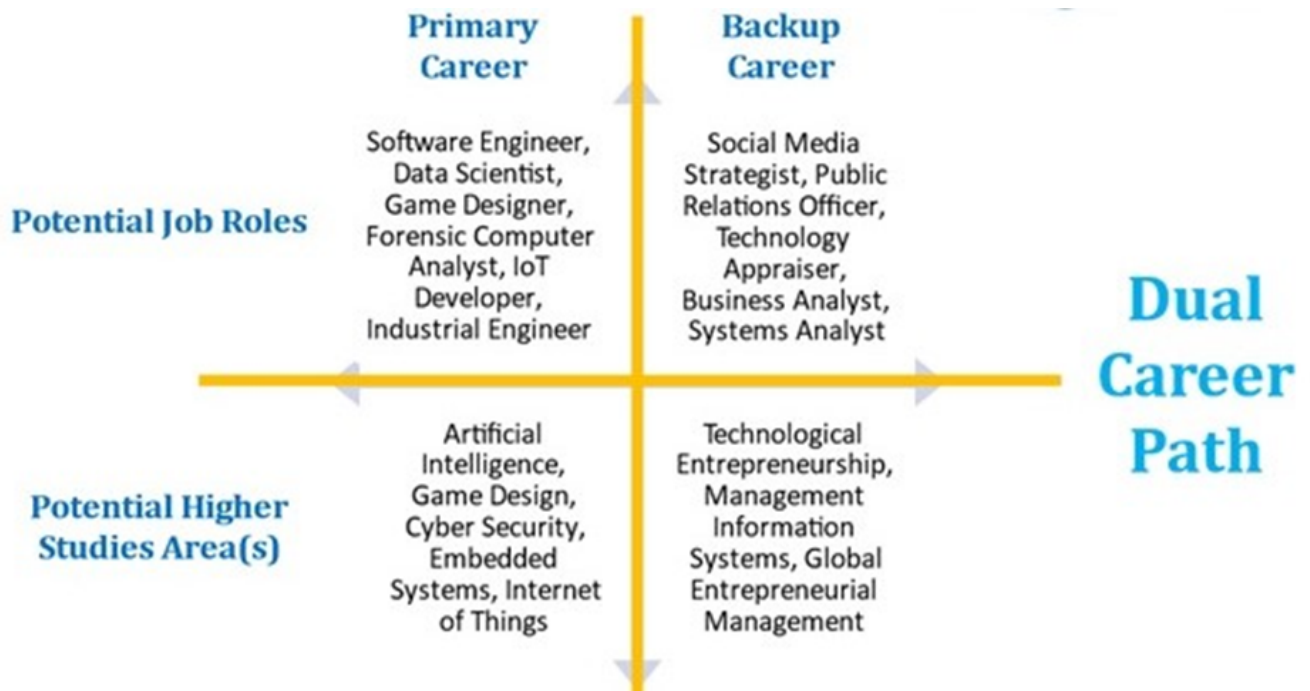 Primary
Career
Backup
Career
Potential Job Roles
Software Engineer,
Data Scientist,
Game Designer,
Forensic Computer
Analyst, IoT
Developer,
Industrial Engineer
Social Media
Strategist, Public
Relations Officer,
Technology
Appraiser,
Business Analyst,
Systems Analyst
Dual
Career
Path
Potential Higher
Studies Area(s)
Artificial
Intelligence,
Game Design,
Cyber Security,
Embedded
Systems, Internet
of Things
Technological
Entrepreneurship,
Management
Information
Systems, Global
Entrepreneurial
Management